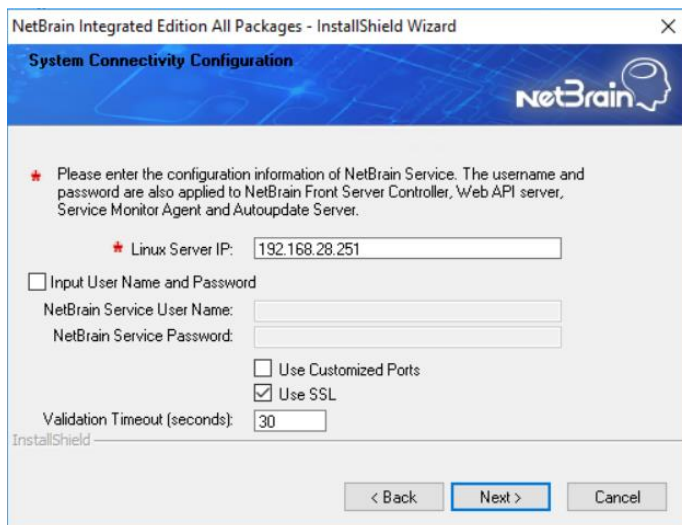 NetBrain Integrated Edition All Packages - InstallShield Wizard
System Connectivity Configuration
NetBrain
* Please enter the configuration information of NetBrain Service. The username and
password are also applied to NetBrain Front Server Controller, Web API server,
Service Monitor Agent and Autoupdate Server.
* Linux Server IP: 192.168.28.251
Input User Name and Password
NetBrain Service User Name:
NetBrain Service Password:
Use Customized Ports
Use SSL
Validation Timeout (seconds): 30
InstallShield
< Back Next > Cancel